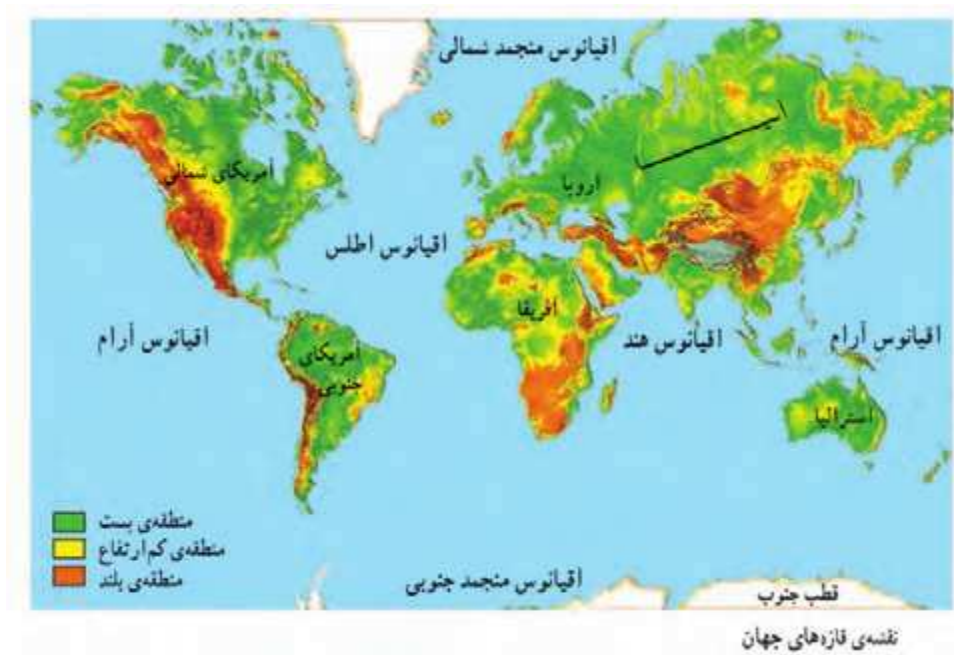 اقیانوس منجمد شمالی
آمریکای شمالی
اروپا
اقیانوس اطلس
افریقا
اقیانوس آرام
اقیانوس هند
اقیانوس آرام
آمریکای
جنوبی
استرالیا
منطقه‌ی پست
منطقه‌ی کم ارتفاع
منطقه‌ی بلند
اقیانوس منجمد جنوبی
قطب جنوب
نقشه‌ی قاره‌های جهان